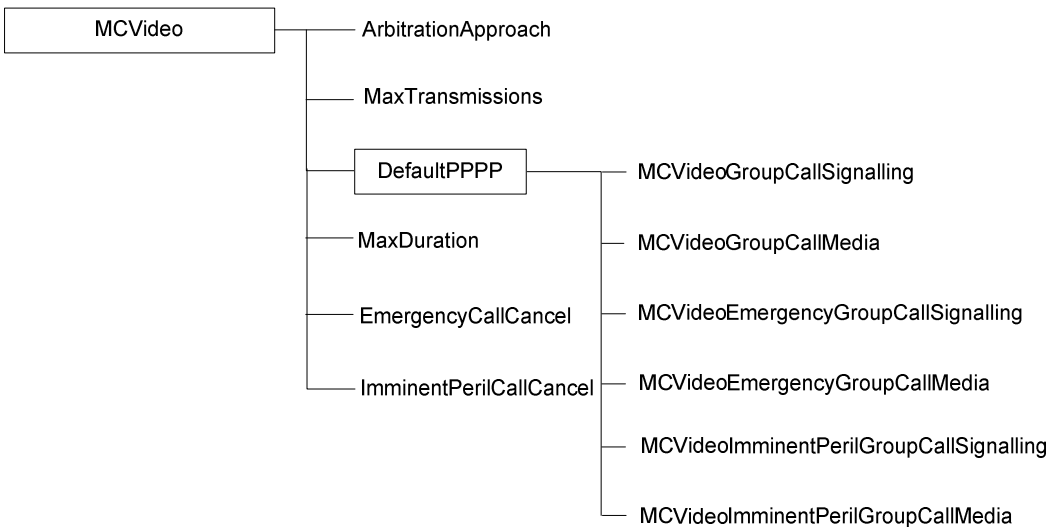 MCVideo
ArbitrationApproach
MaxTransmissions
DefaultPPPP
MaxDuration
EmergencyCallCancel
ImminentPerilCallCancel
MCVideoGroupCallSignalling
MCVideoGroupCallMedia
MCVideoEmergencyGroupCallSignalling
MCVideoEmergencyGroupCallMedia
MCVideoImminentPerilGroupCallSignalling
MCVideoImminentPerilGroupCallMedia